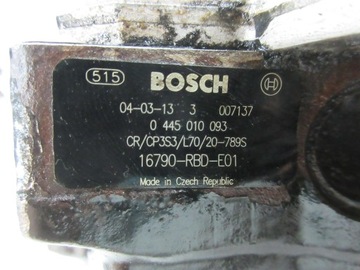 515 BOSCH
04-03-13 3 007137
0 445 010 093
CR/CP3S3/L70/20-789S
16790-RBD-E01
Made in Czech Republic